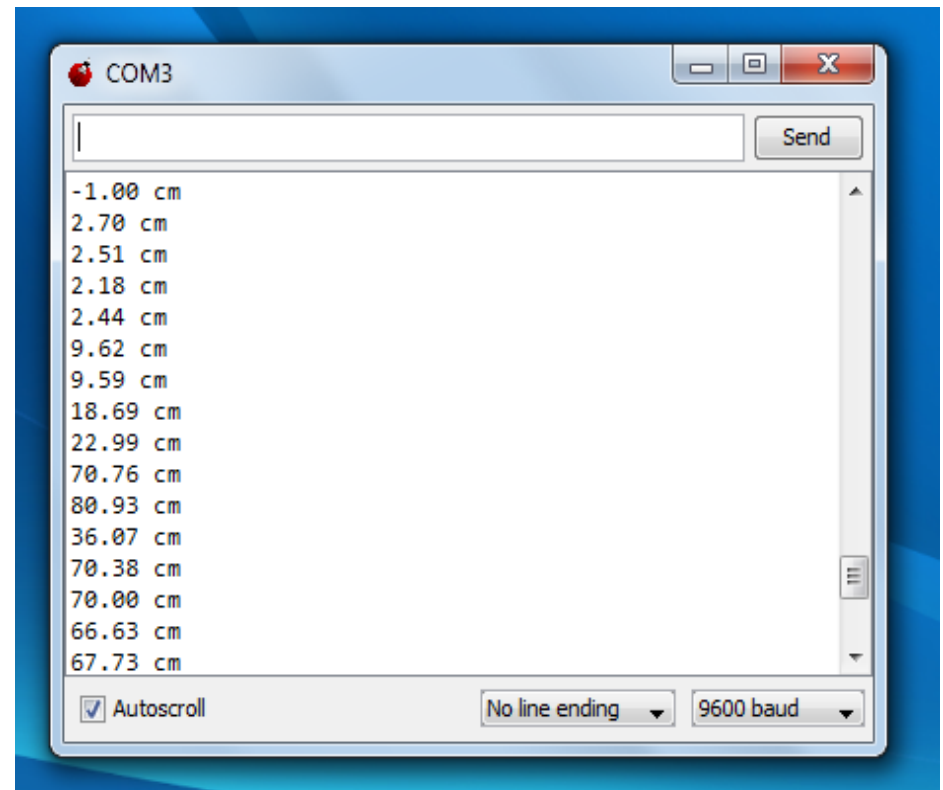 COM3
Send
-1.00 cm
2.70 cm
2.51 cm
2.18 cm
2.44 cm
9.62 cm
9.59 cm
18.69 cm
22.99 cm
70.76 cm
80.93 cm
36.07 cm
70.38 cm
70.00 cm
66.63 cm
67.73 cm
Autoscroll No line ending 9600 baud